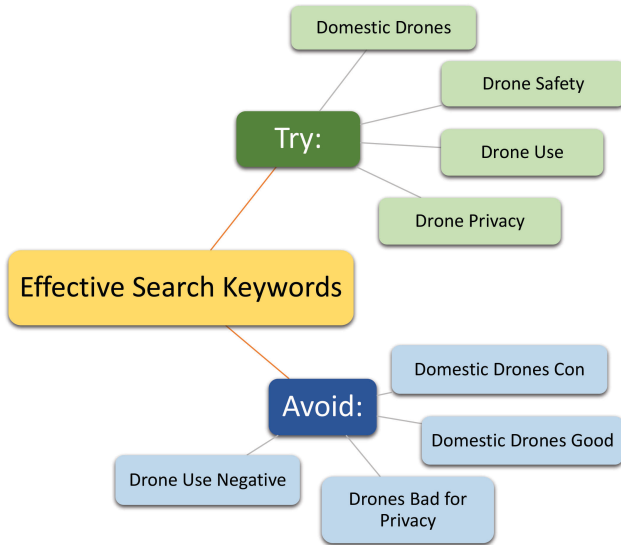 Domestic Drones
Drone Safety
Try:
Drone Use
Drone Privacy
Effective Search Keywords
Domestic Drones Con
Avoid:
Domestic Drones Good
Drone Use Negative
Drones Bad for
Privacy